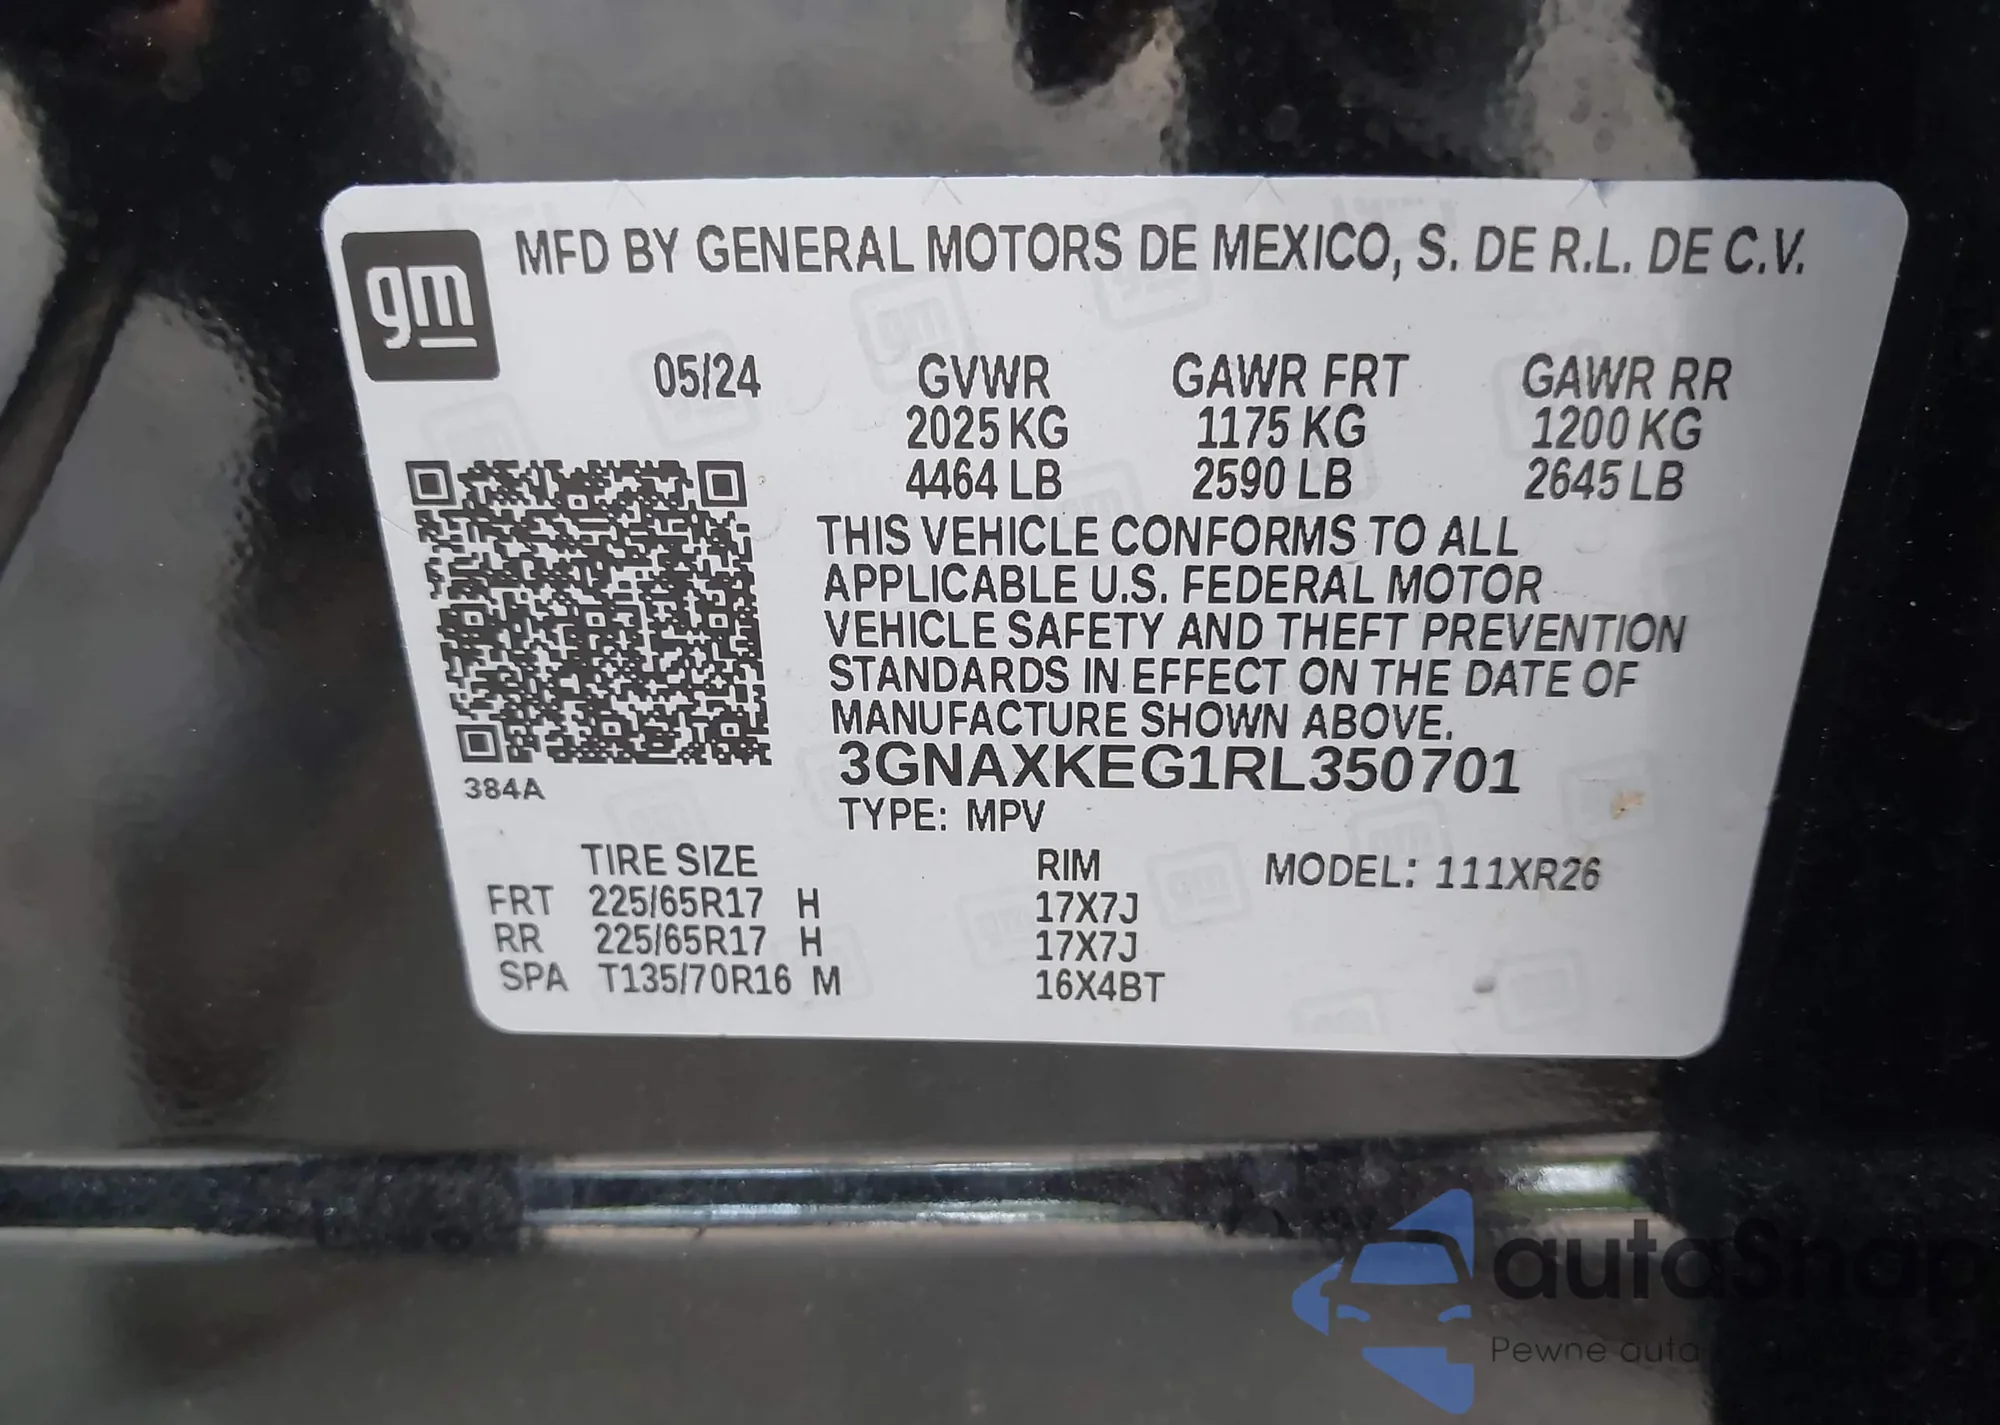 gm
MFD BY GENERAL MOTORS DE MEXICO, S. DE R.L. DE C.V.
05/24 GVWR GAWR FRT GAWR RR
2025 KG 1175 KG 1200 KG
4464 LB 2590 LB 2645 LB
THIS VEHICLE CONFORMS TO ALL
APPLICABLE U.S. FEDERAL MOTOR
VEHICLE SAFETY AND THEFT PREVENTION
STANDARDS IN EFFECT ON THE DATE OF
MANUFACTURE SHOWN ABOVE.
3GNAXKEG1RL350701
384A
TYPE: MPV
TIRE SIZE RIM MODEL: 111XR26
FRT 225/65R17 H 17X7J
RR 225/65R17 H 17X7J
SPA T135/70R16 M 16X4BT
autaShop
Pewne auta